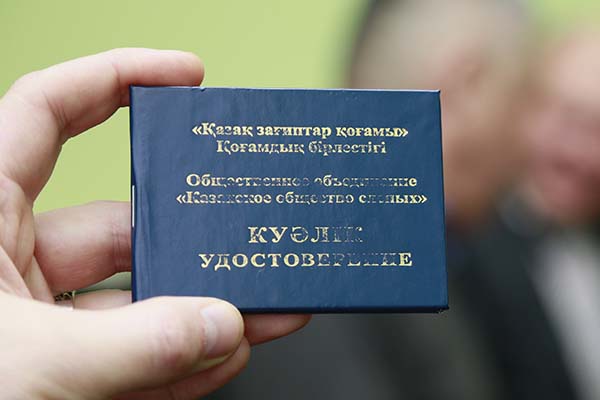 «Қазақ зағиптар қоғамы»
Қоғамдық бірлестігі
Общественное объединение
«Казахское общество слепых»
КУӘЛІК
УДОСТОВЕРЕНИЕ